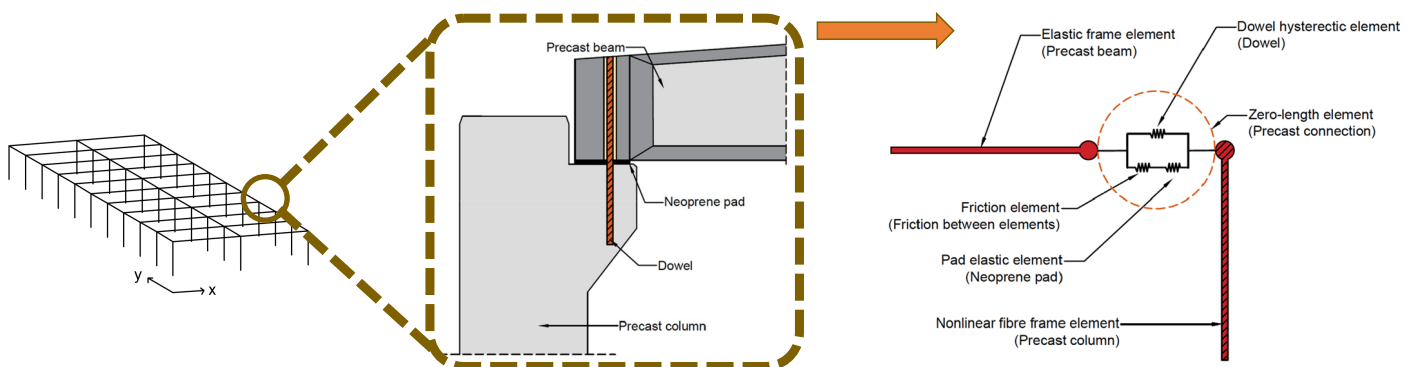 y
x
Precast beam
Neoprene pad
Dowel
Precast column
Elastic frame element
(Precast beam)
Dowel hysterectic element
(Dowel)
Zero-length element
(Precast connection)
Friction element
(Friction between elements)
Pad elastic element
(Neoprene pad)
Nonlinear fibre frame element
(Precast column)